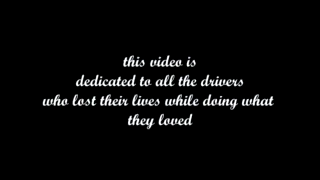 this video is
dedicated to all the drivers
who lost their lives while doing what
they loved